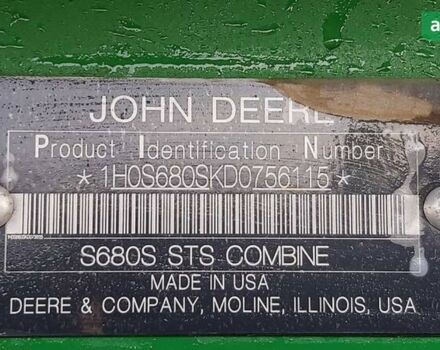 JOHN DEERE
Product Identification Number
*1H0S680SKD0756115*
S680S STS COMBINE
MADE IN USA
DEERE & COMPANY, MOLINE, ILLINOIS, USA